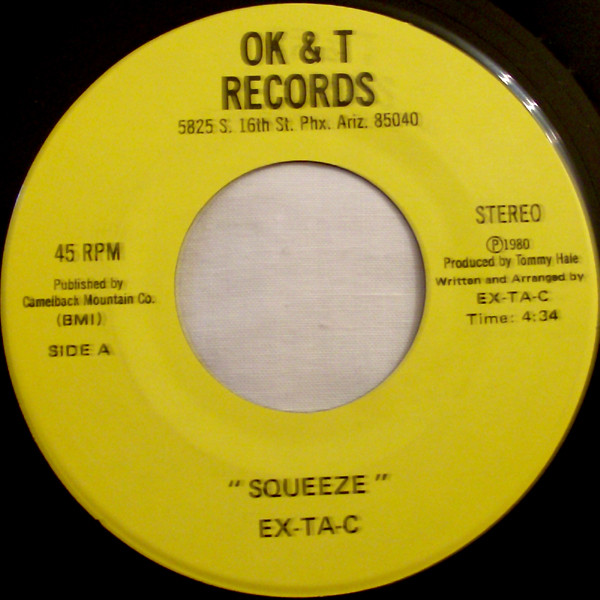 OK & T
RECORDS
5825 S. 16th St. Phx. Ariz. 85040
45 RPM
Published by
Camelback Mountain Co.
(BMI)
SIDE A
STEREO
Ⓟ1980
Produced by Tommy Hale
Written and Arranged by
EX-TA-C
Time: 4:34
" SQUEEZE "
EX-TA-C